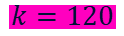 k = 120